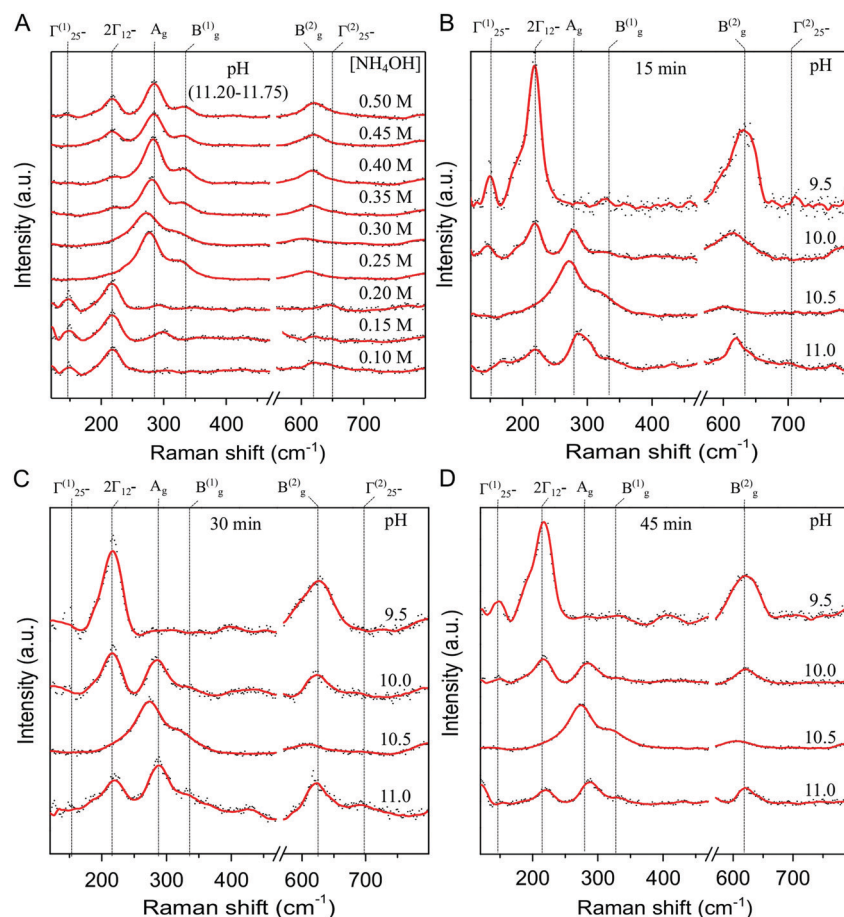 A
Γ(1)25- 2Γ12- Ag B(1)g B(2)g Γ(2)25-
pH
(11.20-11.75)
[NH4OH]
0.50 M
0.45 M
0.40 M
0.35 M
0.30 M
0.25 M
0.20 M
0.15 M
0.10 M
Intensity (a.u.)
200 300 400 600 700
Raman shift (cm-1)
B
Γ(1)25- 2Γ12- Ag B(1)g B(2)g Γ(2)25-
15 min
pH
9.5
10.0
10.5
11.0
Intensity (a.u.)
200 300 400 600 700
Raman shift (cm-1)
C
Γ(1)25- 2Γ12- Ag B(1)g B(2)g Γ(2)25-
30 min
pH
9.5
10.0
10.5
11.0
Intensity (a.u.)
200 300 400 600 700
Raman shift (cm-1)
D
Γ(1)25- 2Γ12- Ag B(1)g B(2)g
45 min
pH
9.5
10.0
10.5
11.0
Intensity (a.u.)
200 300 400 600 700
Raman shift (cm-1)